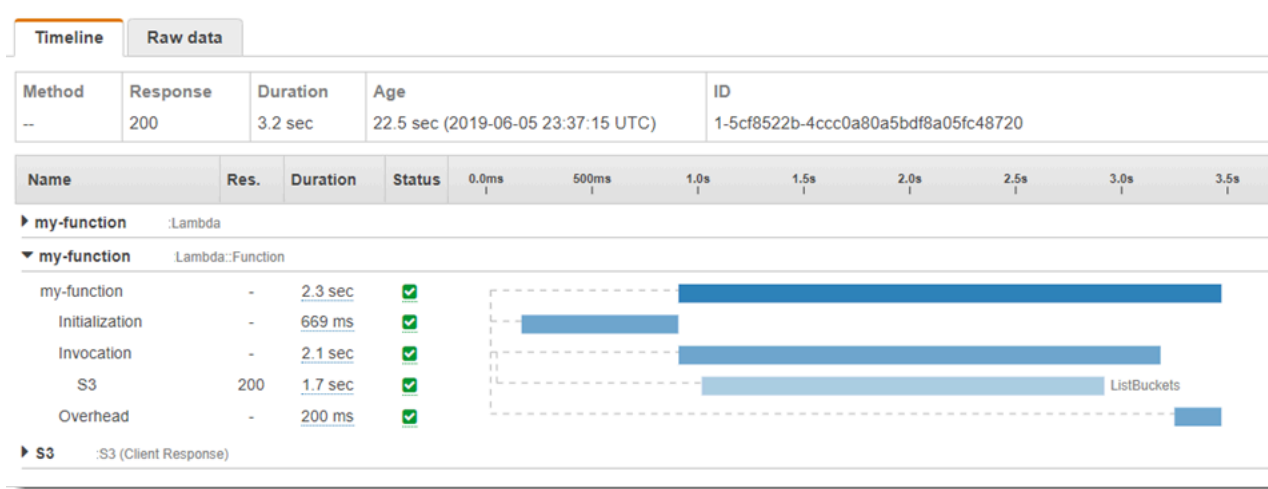 Timeline Raw data
Method Response Duration Age ID
-- 200 3.2 sec 22.5 sec (2019-06-05 23:37:15 UTC) 1-5cf8522b-4ccc0a80a5bdf8a05fc48720
Name Res. Duration Status 0.0ms 500ms 1.0s 1.5s 2.0s 2.5s 3.0s 3.5s
my-function :Lambda
my-function :Lambda::Function
my-function - 2.3 sec
Initialization - 669 ms
Invocation - 2.1 sec
S3 200 1.7 sec ListBuckets
Overhead - 200 ms
S3 :S3 (Client Response)